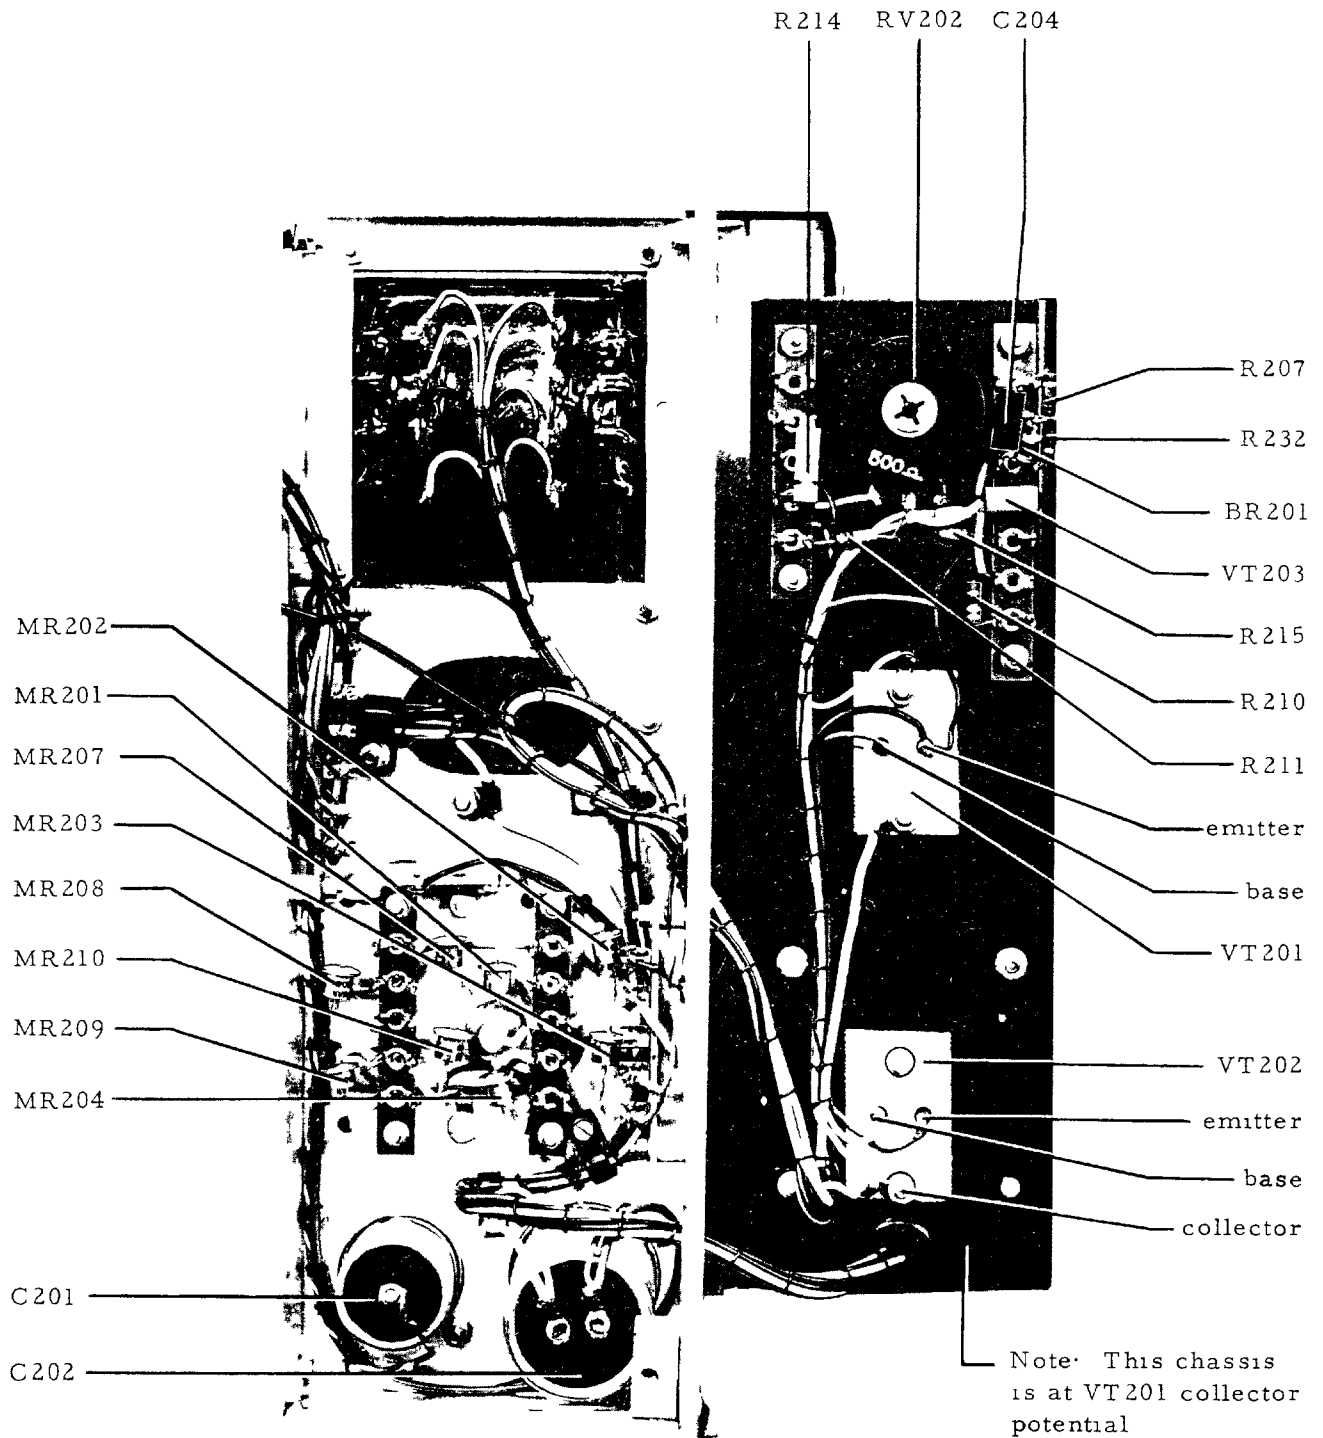 R214 RV202 C204
R207
R232
500Ω
BR201
VT203
MR202
R215
MR201
R210
MR207
R211
MR203
emitter
MR208
base
MR210
VT201
MR209
VT202
MR204
emitter
base
collector
C201
C202
Note: This chassis
is at VT201 collector
potential